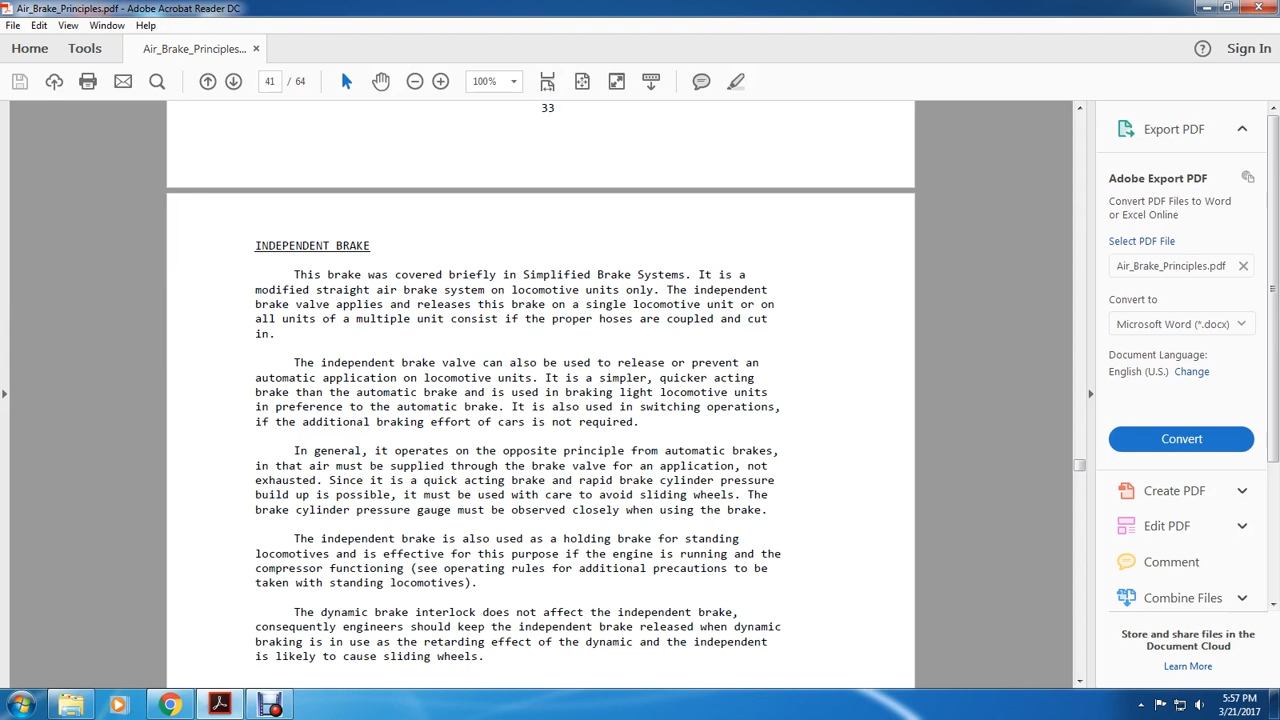 Air_Brake_Principles.pdf - Adobe Acrobat Reader DC
File Edit View Window Help
Home Tools Air_Brake_Principles... × Sign In
41 / 64 100%
33
INDEPENDENT BRAKE
This brake was covered briefly in Simplified Brake Systems. It is a
modified straight air brake system on locomotive units only. The independent
brake valve applies and releases this brake on a single locomotive unit or on
all units of a multiple unit consist if the proper hoses are coupled and cut
in.
The independent brake valve can also be used to release or prevent an
automatic application on locomotive units. It is a simpler, quicker acting
brake than the automatic brake and is used in braking light locomotive units
in preference to the automatic brake. It is also used in switching operations,
if the additional braking effort of cars is not required.
In general, it operates on the opposite principle from automatic brakes,
in that air must be supplied through the brake valve for an application, not
exhausted. Since it is a quick acting brake and rapid brake cylinder pressure
build up is possible, it must be used with care to avoid sliding wheels. The
brake cylinder pressure gauge must be observed closely when using the brake.
The independent brake is also used as a holding brake for standing
locomotives and is effective for this purpose if the engine is running and the
compressor functioning (see operating rules for additional precautions to be
taken with standing locomotives).
The dynamic brake interlock does not affect the independent brake,
consequently engineers should keep the independent brake released when dynamic
braking is in use as the retarding effect of the dynamic and the independent
is likely to cause sliding wheels.
Export PDF
Adobe Export PDF
Convert PDF Files to Word
or Excel Online
Select PDF File
Air_Brake_Principles.pdf
Convert to
Microsoft Word (*.docx)
Document Language:
English (U.S.) Change
Convert
Create PDF
Edit PDF
Comment
Combine Files
Store and share files in the
Document Cloud
Learn More
5:57 PM
3/21/2017